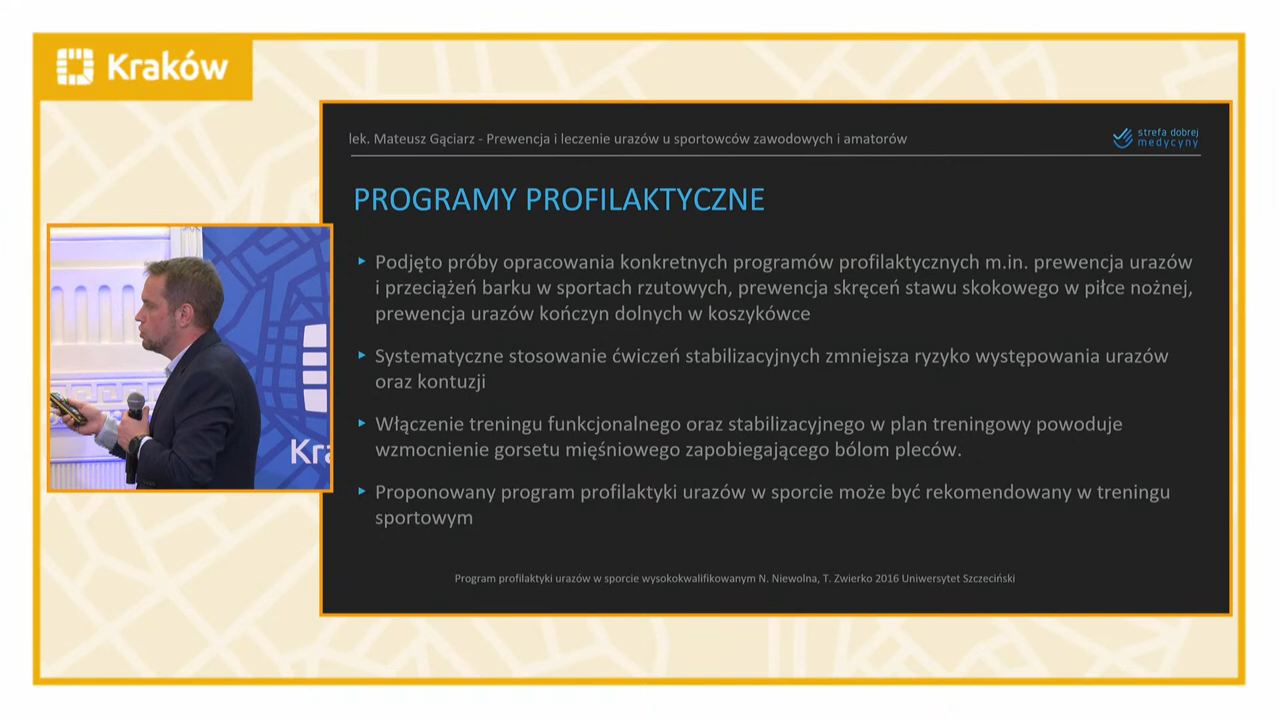 Kraków
lek. Mateusz Gąciarz - Prewencja i leczenie urazów u sportowców zawodowych i amatorów
strefa dobrej
medycyny
PROGRAMY PROFILAKTYCZNE
Podjęto próby opracowania konkretnych programów profilaktycznych m.in. prewencja urazów
i przeciążeń barku w sportach rzutowych, prewencja skręceń stawu skokowego w piłce nożnej,
prewencja urazów kończyn dolnych w koszykówce
Systematyczne stosowanie ćwiczeń stabilizacyjnych zmniejsza ryzyko występowania urazów
oraz kontuzji
Włączenie treningu funkcjonalnego oraz stabilizacyjnego w plan treningowy powoduje
wzmocnienie gorsetu mięśniowego zapobiegającego bólom pleców.
Proponowany program profilaktyki urazów w sporcie może być rekomendowany w treningu
sportowym
Program profilaktyki urazów w sporcie wysokokwalifikowanym N. Niewolna, T. Zwierko 2016 Uniwersytet Szczeciński
Kra